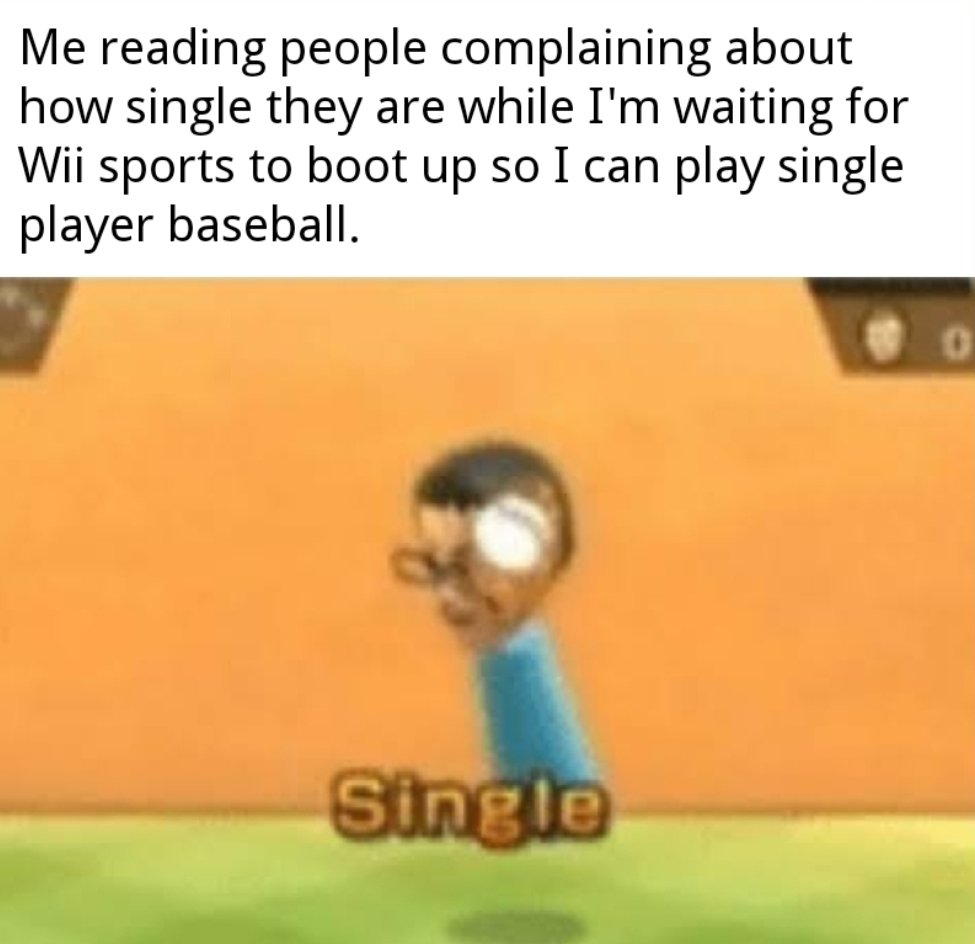 Me reading people complaining about
how single they are while I'm waiting for
Wii sports to boot up so I can play single
player baseball.
0
Single